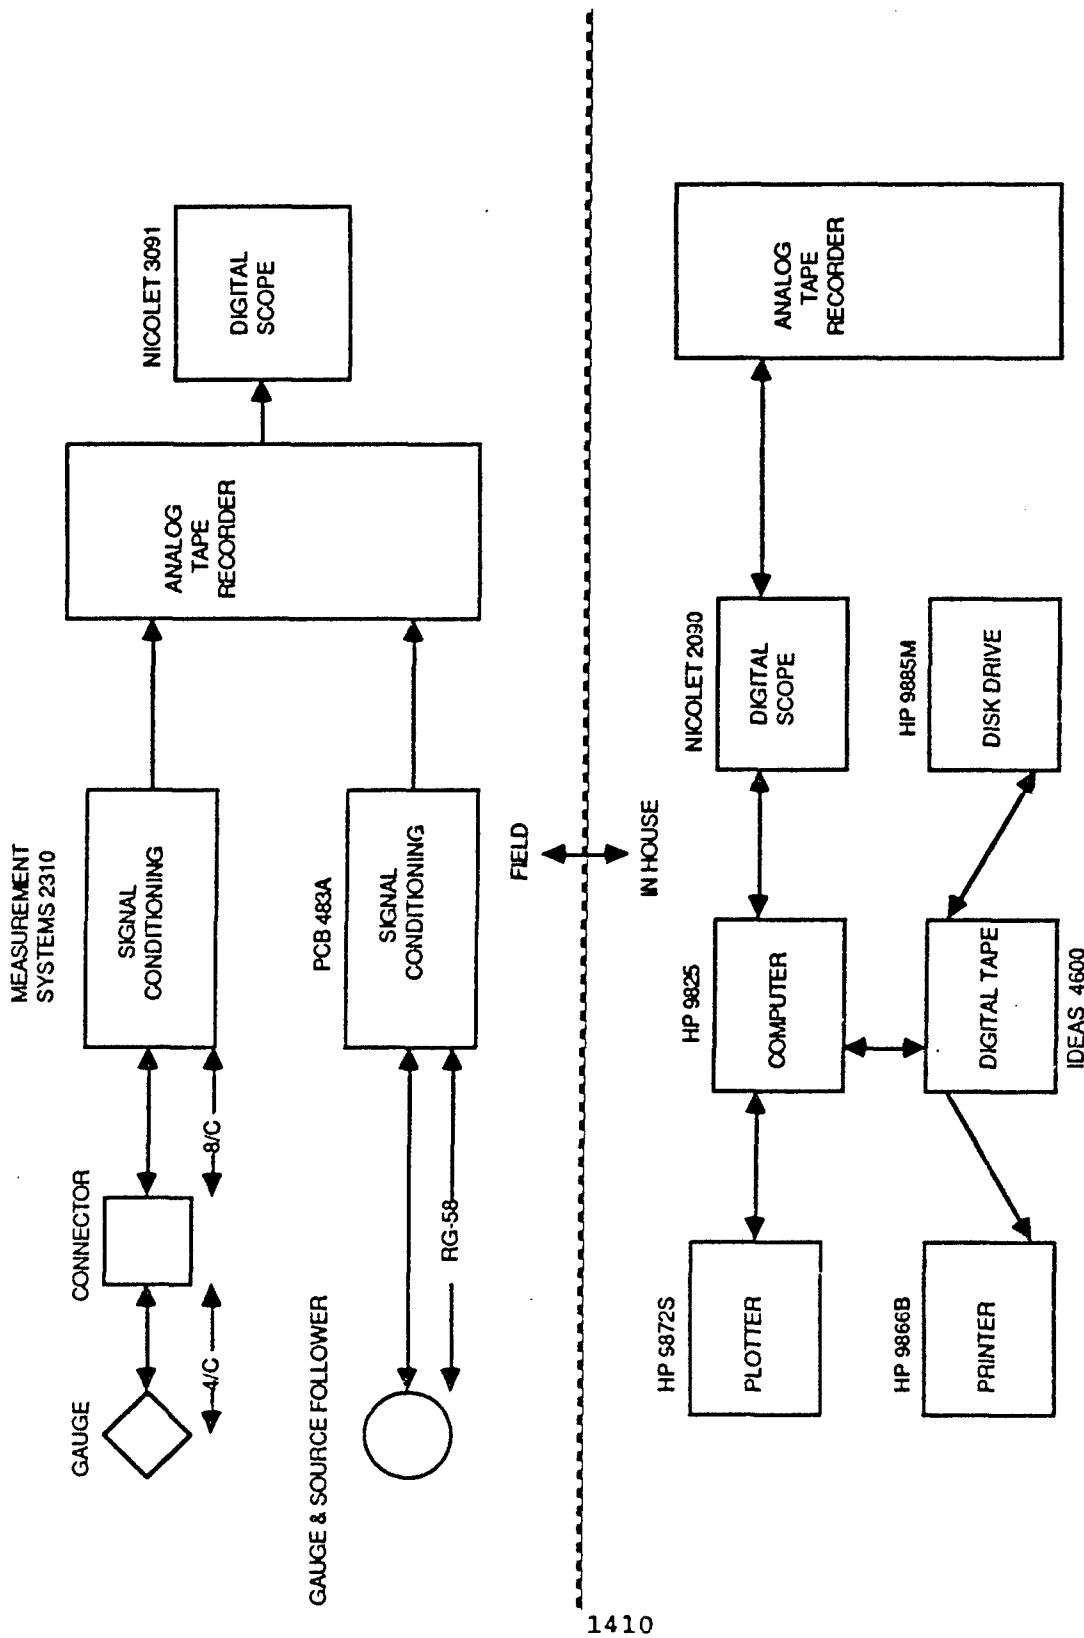 MEASUREMENT
SYSTEMS 2310
GAUGE
CONNECTOR
SIGNAL
CONDITIONING
4/C
8/C
ANALOG
TAPE
RECORDER
NICOLET 3091
DIGITAL
SCOPE
GAUGE & SOURCE FOLLOWER
PCB 483A
SIGNAL
CONDITIONING
RG-58
FIELD
IN HOUSE
HP 9872S
PLOTTER
HP 9825
COMPUTER
NICOLET 2090
DIGITAL
SCOPE
ANALOG
TAPE
RECORDER
HP 9866B
PRINTER
DIGITAL TAPE
IDEAS 4600
HP 9885M
DISK DRIVE
1410